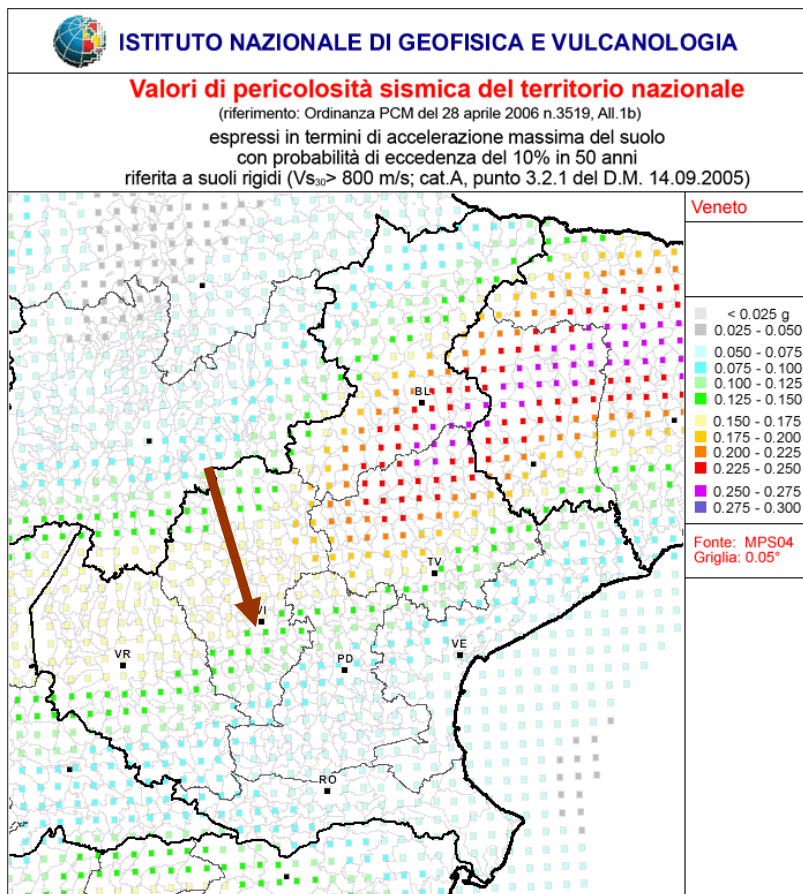 ISTITUTO NAZIONALE DI GEOFISICA E VULCANOLOGIA
Valori di pericolosità sismica del territorio nazionale
(riferimento: Ordinanza PCM del 28 aprile 2006 n.3519, All.1b)
espressi in termini di accelerazione massima del suolo
con probabilità di eccedenza del 10% in 50 anni
riferita a suoli rigidi (Vs₃₀> 800 m/s; cat.A, punto 3.2.1 del D.M. 14.09.2005)
Veneto
< 0.025 g
0.025 - 0.050
0.050 - 0.075
0.075 - 0.100
0.100 - 0.125
0.125 - 0.150
0.150 - 0.175
0.175 - 0.200
0.200 - 0.225
0.225 - 0.250
0.250 - 0.275
0.275 - 0.300
Fonte: MPS04
Griglia: 0.05°
BL
TV
VI
VR
PD
VE
RO